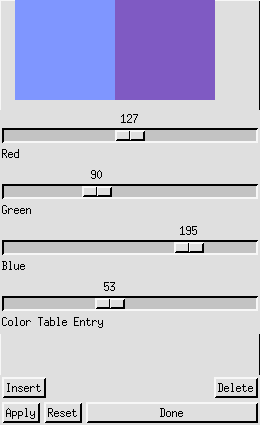 127
Red
90
Green
195
Blue
53
Color Table Entry
Insert Delete
Apply Reset Done